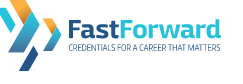 FastForward
CREDENTIALS FOR A CAREER THAT MATTERS